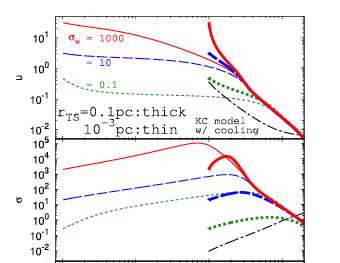 10¹
σw = 1000
10⁰
= 10
u
10⁻¹
= 0.1
rTS=0.1pc:thick
10⁻³pc:thin
KC model
w/ cooling
10⁻²
10⁵
10⁴
10³
10²
σ
10¹
10⁰
10⁻¹
10⁻²